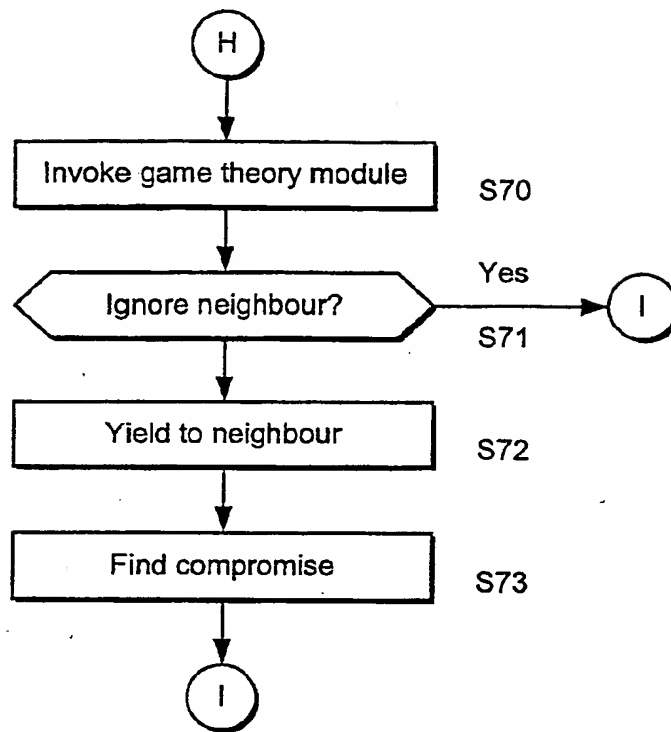 H
Invoke game theory module
S70
Ignore neighbour?
Yes
I
S71
Yield to neighbour
S72
Find compromise
S73
I